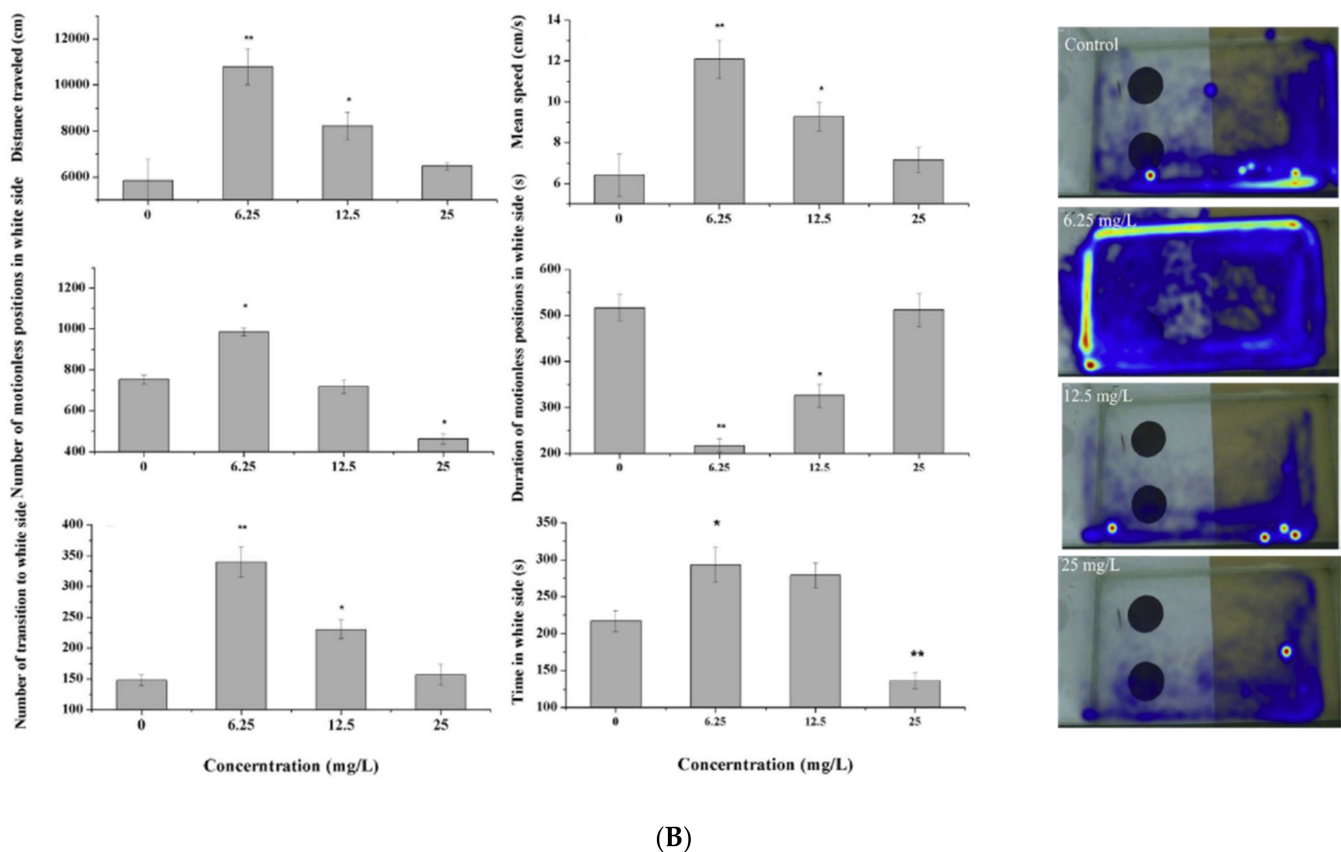 Distance traveled (cm)
12000
10000
8000
6000
**
*
0 6.25 12.5 25
Mean speed (cm/s)
14
12
10
8
6
**
*
0 6.25 12.5 25
Number of motionless positions in white side
1200
1000
800
600
400
*
*
0 6.25 12.5 25
Duration of motionless positions in white side (s)
600
500
400
300
200
**
*
0 6.25 12.5 25
Number of transition to white side
400
350
300
250
200
150
100
**
*
0 6.25 12.5 25
Concerntration (mg/L)
Time in white side (s)
350
300
250
200
150
100
*
**
0 6.25 12.5 25
Concerntration (mg/L)
Control
6.25 mg/L
12.5 mg/L
25 mg/L
(B)